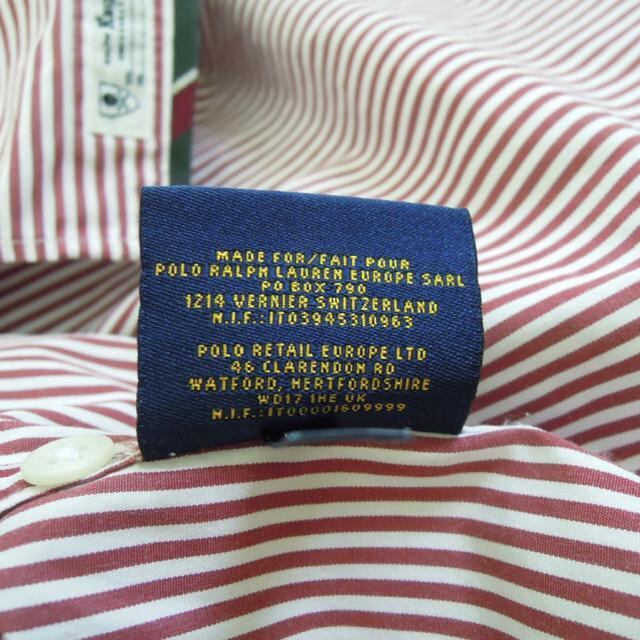 MADE FOR/FAIT POUR
POLO RALPH LAUREN EUROPE SARL
PO BOX 790
1214 VERNIER SWITZERLAND
N.I.F.:IT03945310963
POLO RETAIL EUROPE LTD
46 CLARENDON RD
WATFORD, HERTFORDSHIRE
WD17 1HE UK
N.I.F.:IT00001609999